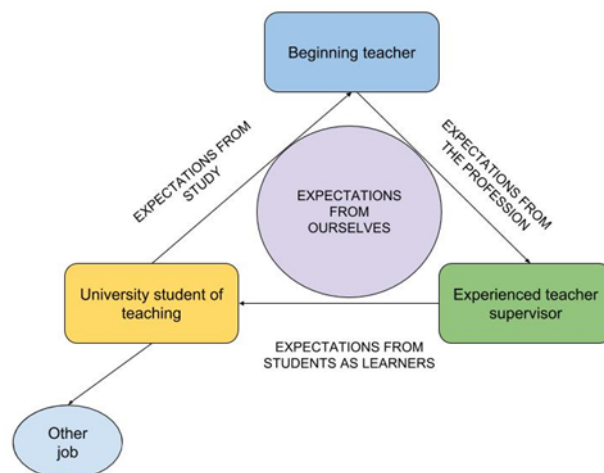 Beginning teacher
EXPECTATIONS FROM
STUDY
EXPECTATIONS FROM
THE PROFESSION
EXPECTATIONS
FROM
OURSELVES
University student of
teaching
Experienced teacher
supervisor
EXPECTATIONS FROM
STUDENTS AS LEARNERS
Other
job